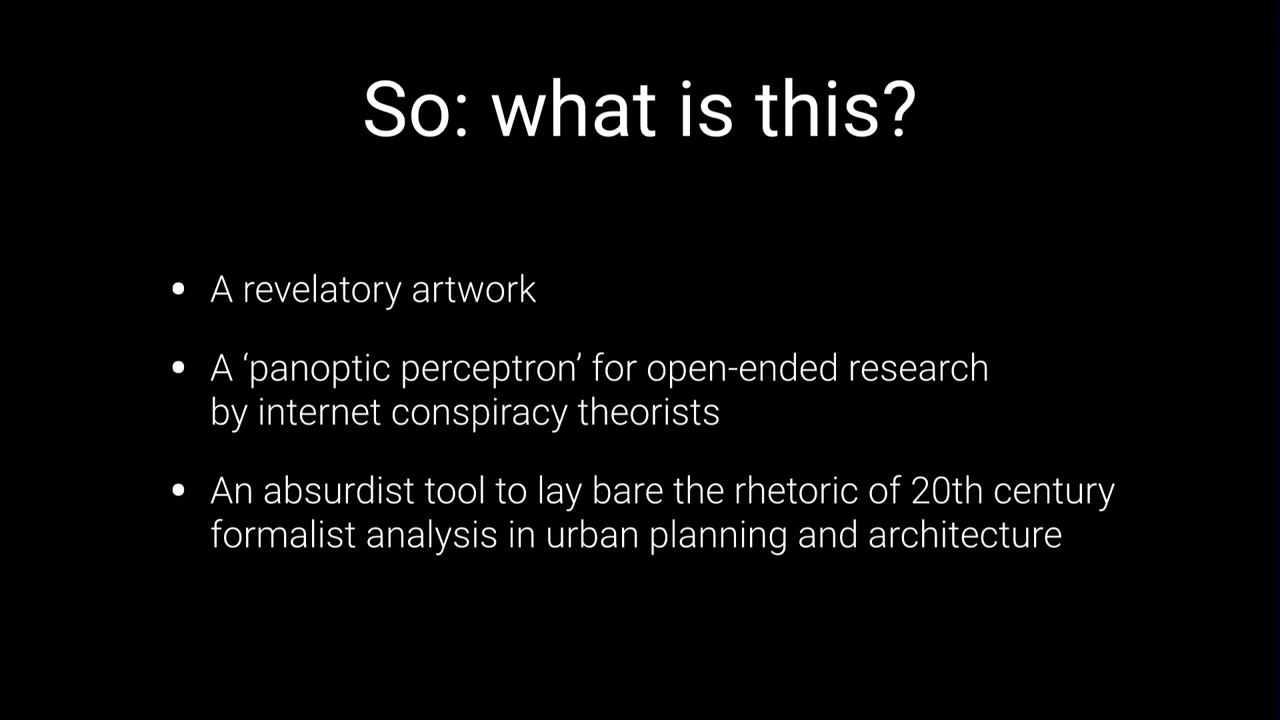 So: what is this?
• A revelatory artwork
• A ‘panoptic perceptron’ for open-ended research
by internet conspiracy theorists
• An absurdist tool to lay bare the rhetoric of 20th century
formalist analysis in urban planning and architecture